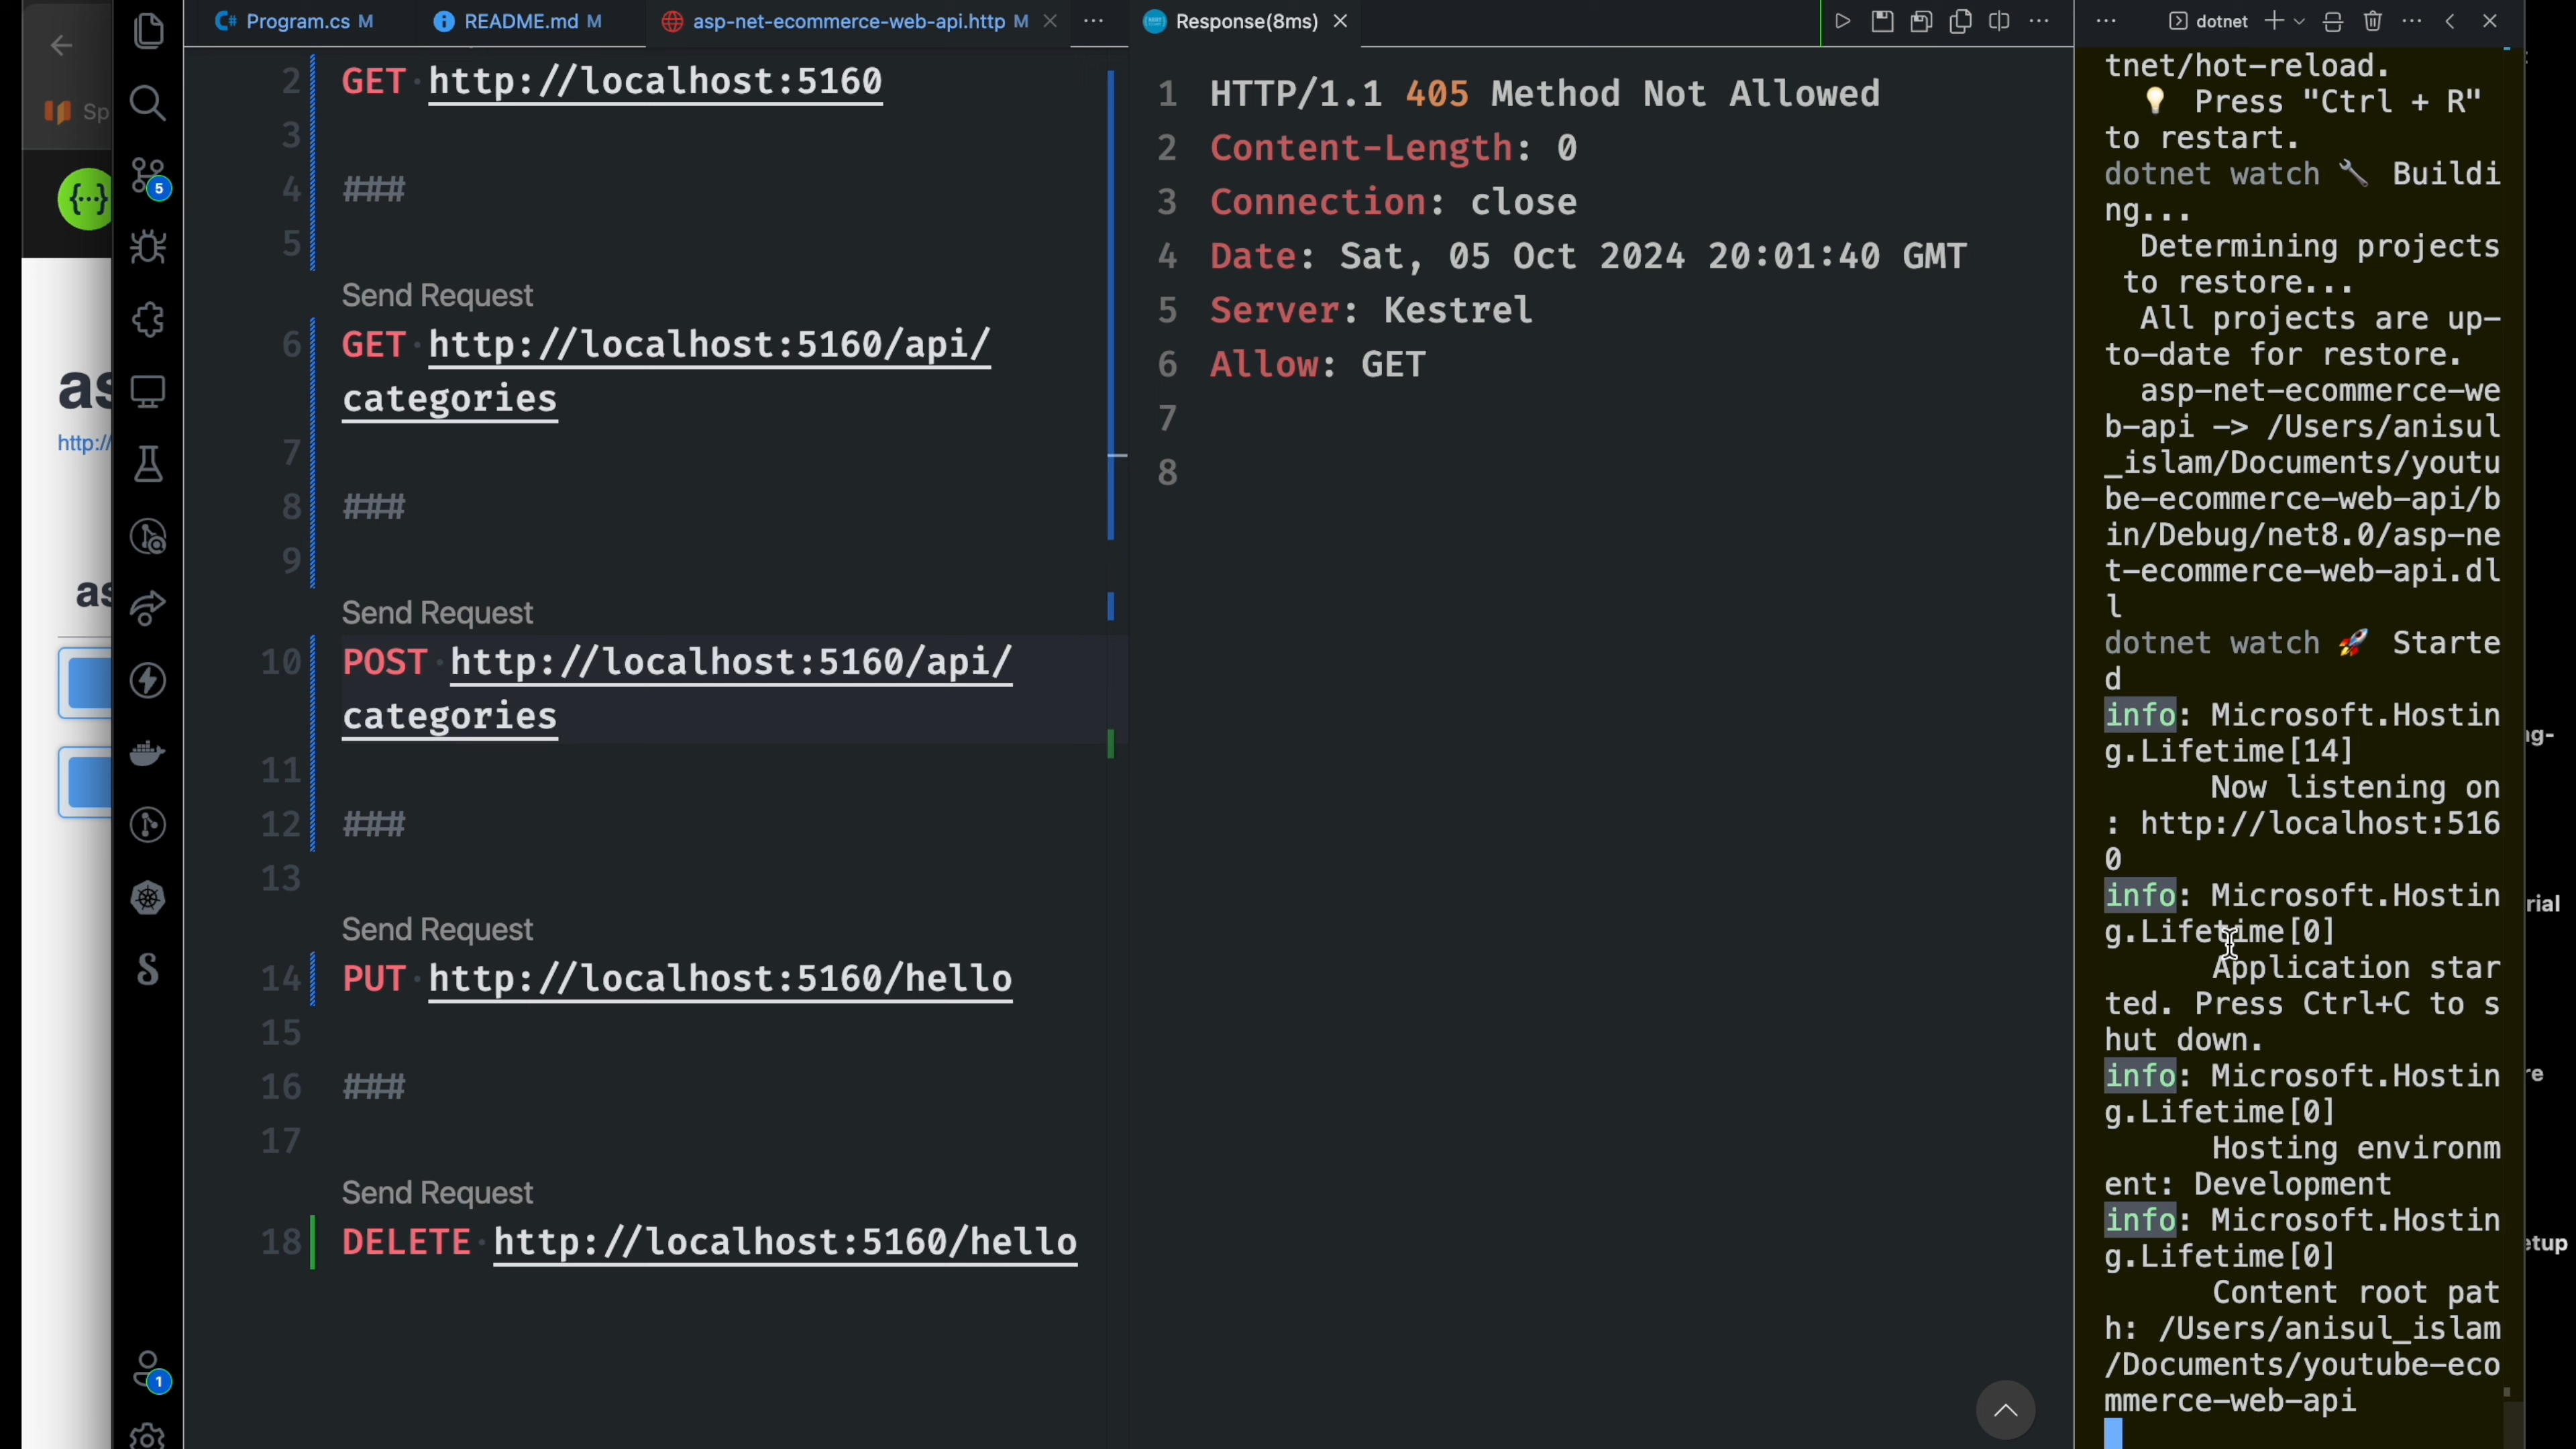 Program.cs M
README.md M
asp-net-ecommerce-web-api.http M
Response(8ms)
dotnet
Sp
{···}
as
http://
as
5
1
2 GET http://localhost:5160
3
4 ###
5
Send Request
6 GET http://localhost:5160/api/
categories
7
8 ###
9
Send Request
10 POST http://localhost:5160/api/
categories
11
12 ###
13
Send Request
14 PUT http://localhost:5160/hello
15
16 ###
17
Send Request
18 DELETE http://localhost:5160/hello
1 HTTP/1.1 405 Method Not Allowed
2 Content-Length: 0
3 Connection: close
4 Date: Sat, 05 Oct 2024 20:01:40 GMT
5 Server: Kestrel
6 Allow: GET
7
8
tnet/hot-reload.
💡 Press "Ctrl + R"
to restart.
dotnet watch 🔧 Buildi
ng...
Determining projects
to restore...
All projects are up-
to-date for restore.
asp-net-ecommerce-we
b-api -> /Users/anisul
_islam/Documents/youtu
be-ecommerce-web-api/b
in/Debug/net8.0/asp-ne
t-ecommerce-web-api.dl
l
dotnet watch 🚀 Starte
d
info: Microsoft.Hostin
g.Lifetime[14]
Now listening on
: http://localhost:516
0
info: Microsoft.Hostin
g.Lifetime[0]
Application star
ted. Press Ctrl+C to s
hut down.
info: Microsoft.Hostin
g.Lifetime[0]
Hosting environm
ent: Development
info: Microsoft.Hostin
g.Lifetime[0]
Content root pat
h: /Users/anisul_islam
/Documents/youtube-eco
mmerce-web-api
ng-
rial
re
etup